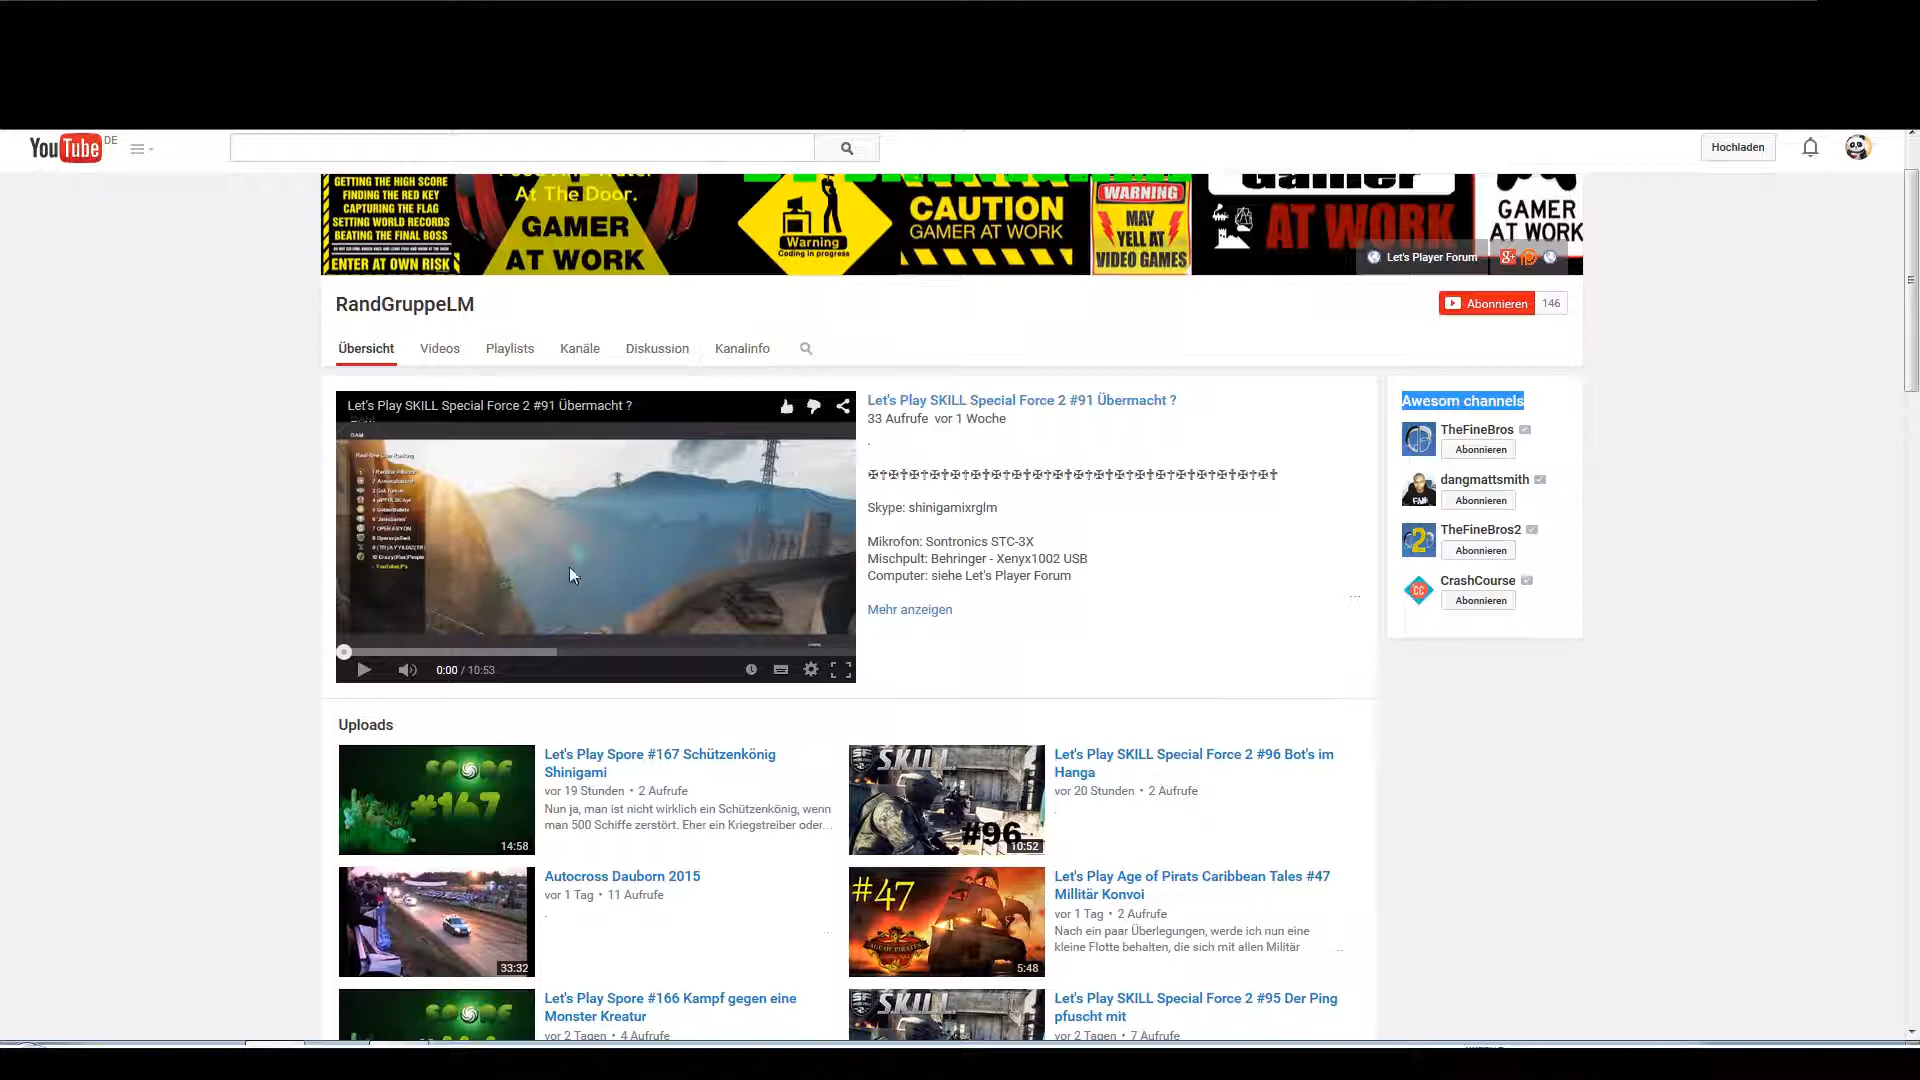 YouTube DE
Hochladen
GETTING THE HIGH SCORE
FINDING THE RED KEY
CAPTURING THE FLAG
SETTING WORLD RECORDS
BEATING THE FINAL BOSS
ENTER AT OWN RISK
At The Door.
GAMER
AT WORK
Warning
Coding in progress
CAUTION
GAMER AT WORK
WARNING
MAY
YELL AT
VIDEO GAMES
Gamer
AT WORK
GAMER
AT WORK
Let's Player Forum
RandGruppeLM
Abonnieren 146
Übersicht Videos Playlists Kanäle Diskussion Kanalinfo
Let's Play SKILL Special Force 2 #91 Übermacht ?
0:00 / 10:53
Let's Play SKILL Special Force 2 #91 Übermacht ?
33 Aufrufe vor 1 Woche
.
✠✝✠✝✠✝✠✝✠✝✠✝✠✝✠✝✠✝✠✝✠✝✠✝✠✝✠✝✠✝✠✝✠✝✠✝✠✝✠✝
Skype: shinigamixrglm
Mikrofon: Sontronics STC-3X
Mischpult: Behringer - Xenyx1002 USB
Computer: siehe Let's Player Forum
...
Mehr anzeigen
Awesom channels
TheFineBros
Abonnieren
dangmattsmith
Abonnieren
TheFineBros2
Abonnieren
CrashCourse
Abonnieren
Uploads
SPORE
#167
14:58
Let's Play Spore #167 Schützenkönig
Shinigami
vor 19 Stunden • 2 Aufrufe
Nun ja, man ist nicht wirklich ein Schützenkönig, wenn
man 500 Schiffe zerstört. Eher ein Kriegstreiber oder...
S.K.I.L.L.
#96
10:52
Let's Play SKILL Special Force 2 #96 Bot's im
Hanga
vor 20 Stunden • 2 Aufrufe
.
33:32
Autocross Dauborn 2015
vor 1 Tag • 11 Aufrufe
.
#47
AGE OF PIRATES
5:48
Let's Play Age of Pirats Caribbean Tales #47
Millitär Konvoi
vor 1 Tag • 2 Aufrufe
Nach ein paar Überlegungen, werde ich nun eine
kleine Flotte behalten, die sich mit allen Militär
SPORE
Let's Play Spore #166 Kampf gegen eine
Monster Kreatur
vor 2 Tagen • 4 Aufrufe
S.K.I.L.L.
Let's Play SKILL Special Force 2 #95 Der Ping
pfuscht mit
vor 2 Tagen • 7 Aufrufe